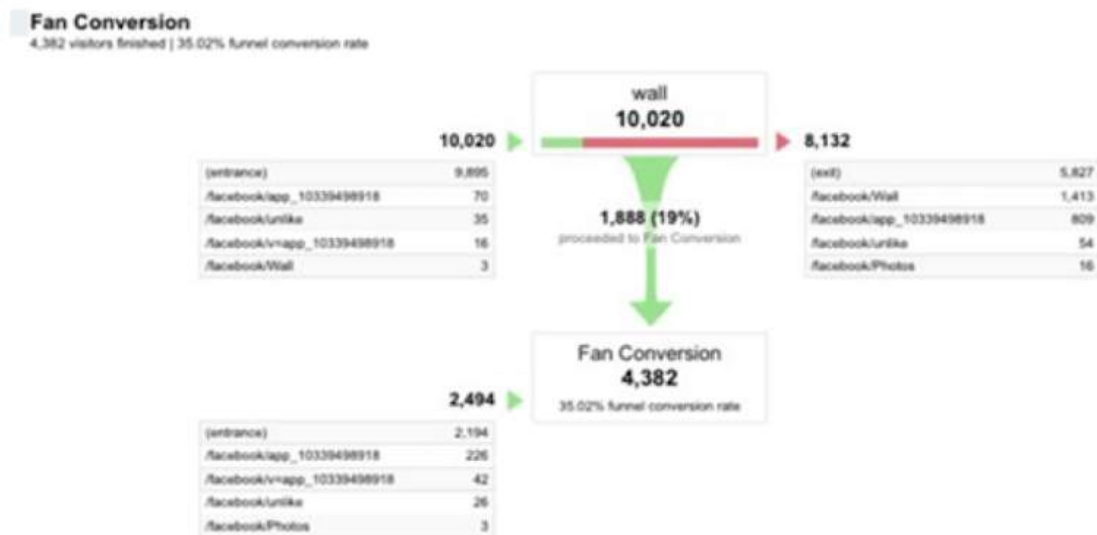 Fan Conversion
4,382 visitors finished | 35.02% funnel conversion rate
wall
10,020
10,020
8,132
(entrance) 9,895
/facebook/app_10339498918 70
/facebook/unlike 35
/facebook/v=app_10339498918 16
/facebook/Wall 3
(exit) 5,827
/facebook/Wall 1,413
/facebook/app_10339498918 809
/facebook/unlike 54
/facebook/Photos 16
1,888 (19%)
proceeded to Fan Conversion
Fan Conversion
4,382
35.02% funnel conversion rate
2,494
(entrance) 2,194
/facebook/app_10339498918 226
/facebook/v=app_10339498918 42
/facebook/unlike 26
/facebook/Photos 3